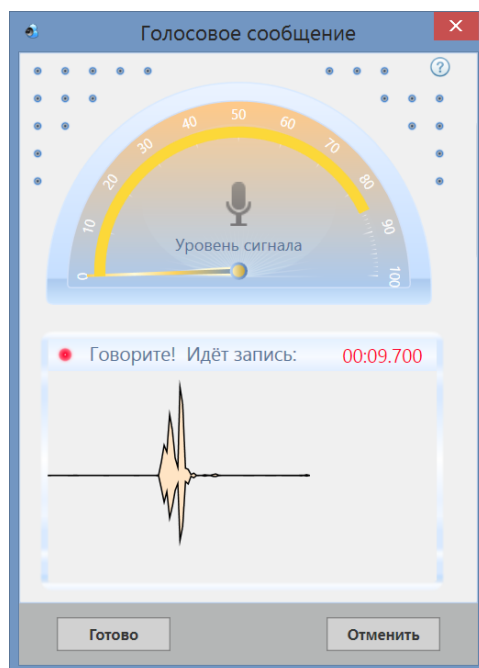 Голосовое сообщение
?
0 10 20 30 40 50 60 70 80 90 100
Уровень сигнала
Говорите! Идёт запись: 00:09.700
Готово Отменить